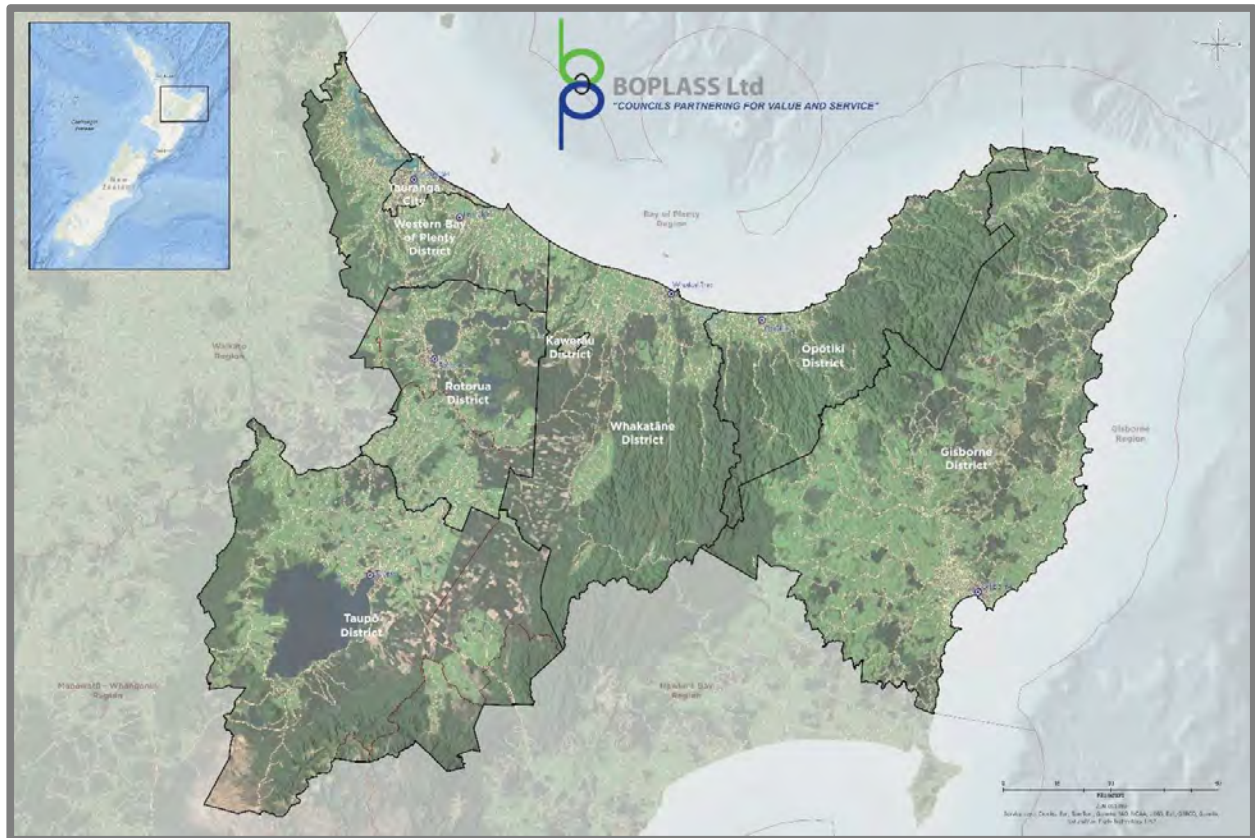 BOPLASS Ltd
"COUNCILS PARTNERING FOR VALUE AND SERVICE"
New
Zealand
Tauranga
City
Western Bay
of Plenty
District
Bay of Plenty
Region
Kawerau
District
Waikato
Region
Rotorua
District
Ōpōtiki
District
Whakatāne
District
Gisborne
District
Gisborne
Region
Taupō
District
Manawatū - Whanganui
Region
Hawke's Bay
Region